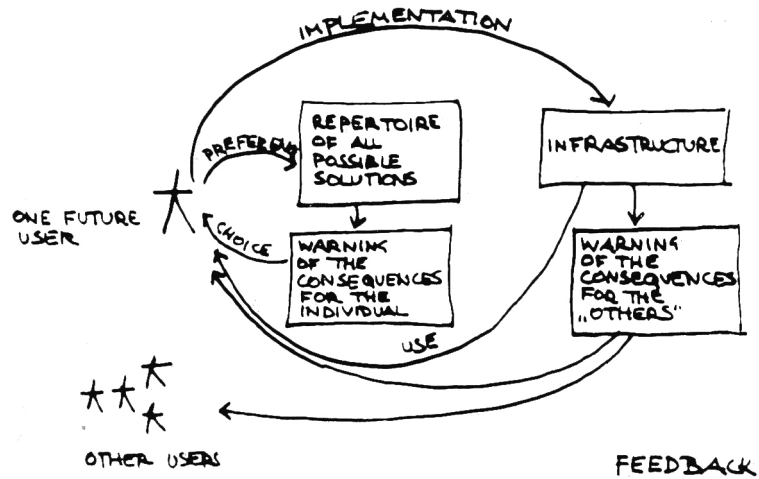 IMPLEMENTATION
PREFERENCE
REPERTOIRE
OF ALL
POSSIBLE
SOLUTIONS
INFRASTRUCTURE
ONE FUTURE
USER
CHOICE
WARNING
OF THE
CONSEQUENCES
FOR THE
INDIVIDUAL
WARNING
OF THE
CONSEQUENCES
FOR THE
„OTHERS"
USE
OTHER USERS
FEEDBACK